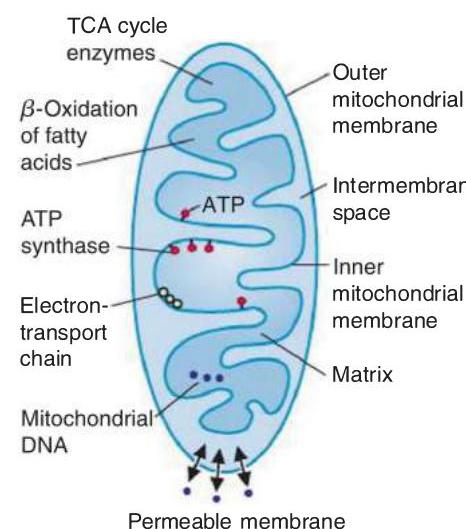 TCA cycle
enzymes
β-Oxidation
of fatty
acids
ATP
ATP
synthase
Electron-
transport
chain
Mitochondrial
DNA
Outer
mitochondrial
membrane
Intermembrar
space
Inner
mitochondrial
membrane
Matrix
Permeable membrane